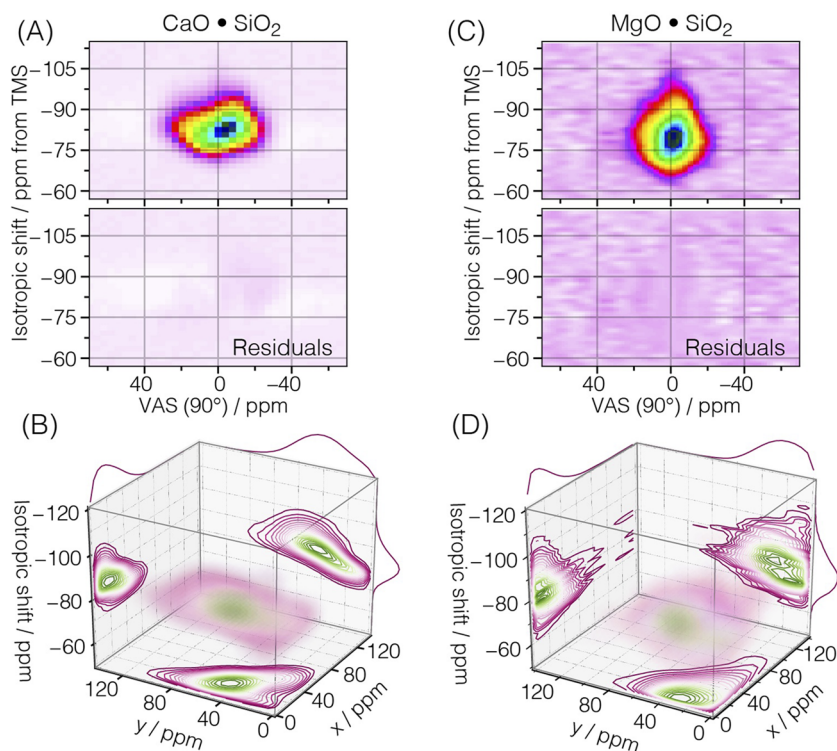 (A)
CaO • SiO₂
Isotropic shift / ppm from TMS
−105
−90
−75
−60
−105
−90
−75
−60
Residuals
40
0
−40
VAS (90°) / ppm
(C)
MgO • SiO₂
Isotropic shift / ppm from TMS
−105
−90
−75
−60
−105
−90
−75
−60
Residuals
40
0
−40
VAS (90°) / ppm
(B)
Isotropic shift / ppm
−120
−100
−80
−60
120
80
40
0
y / ppm
0
40
80
120
x / ppm
(D)
Isotropic shift / ppm
−120
−100
−80
−60
120
80
40
0
y / ppm
0
40
80
120
x / ppm